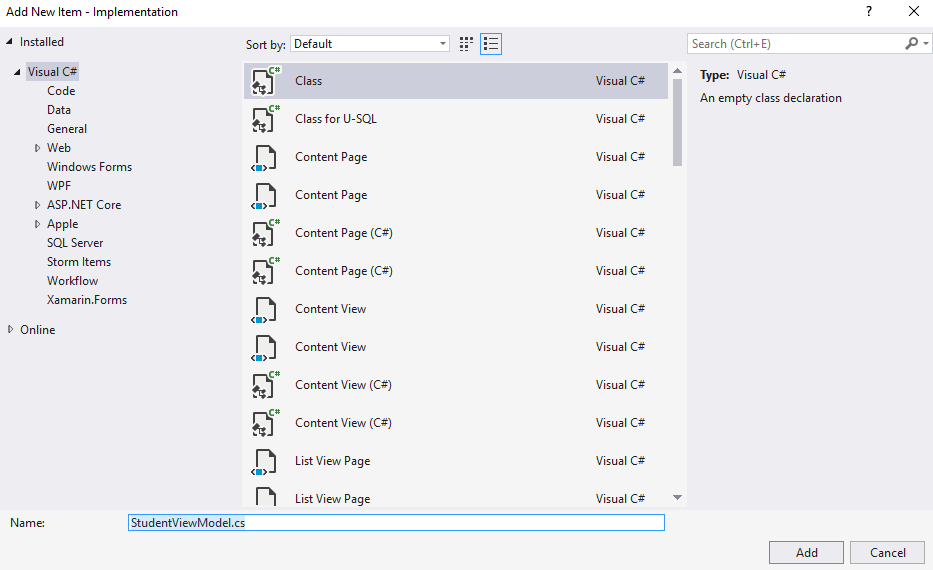 Add New Item - Implementation
?
Installed
Visual C#
Code
Data
General
Web
Windows Forms
WPF
ASP.NET Core
Apple
SQL Server
Storm Items
Workflow
Xamarin.Forms
Online
Sort by: Default
C# Class Visual C#
C# Class for U-SQL Visual C#
Content Page Visual C#
Content Page Visual C#
C# Content Page (C#) Visual C#
C# Content Page (C#) Visual C#
Content View Visual C#
Content View Visual C#
C# Content View (C#) Visual C#
C# Content View (C#) Visual C#
List View Page Visual C#
List View Page Visual C#
Search (Ctrl+E)
Type: Visual C#
An empty class declaration
Name: StudentViewModel.cs
Add Cancel